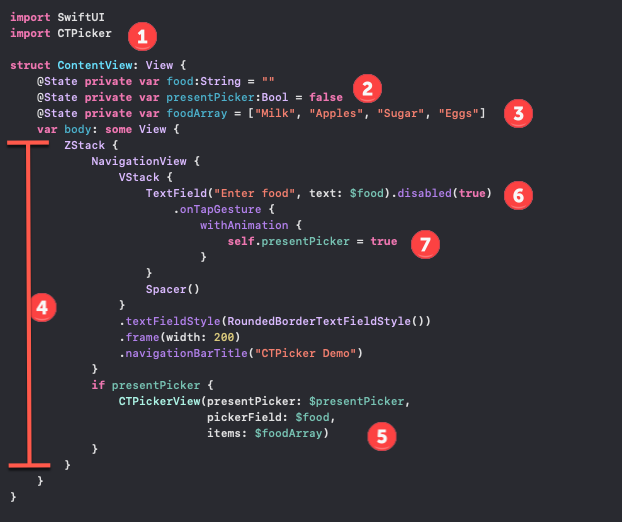 import SwiftUI
import CTPicker
1
struct ContentView: View {
@State private var food:String = ""
2
@State private var presentPicker:Bool = false
@State private var foodArray = ["Milk", "Apples", "Sugar", "Eggs"]
3
var body: some View {
ZStack {
NavigationView {
VStack {
TextField("Enter food", text: $food).disabled(true)
6
.onTapGesture {
withAnimation {
self.presentPicker = true
7
}
}
Spacer()
4
}
.textFieldStyle(RoundedBorderTextFieldStyle())
.frame(width: 200)
.navigationBarTitle("CTPicker Demo")
}
if presentPicker {
CTPickerView(presentPicker: $presentPicker,
pickerField: $food,
items: $foodArray)
5
}
}
}
}